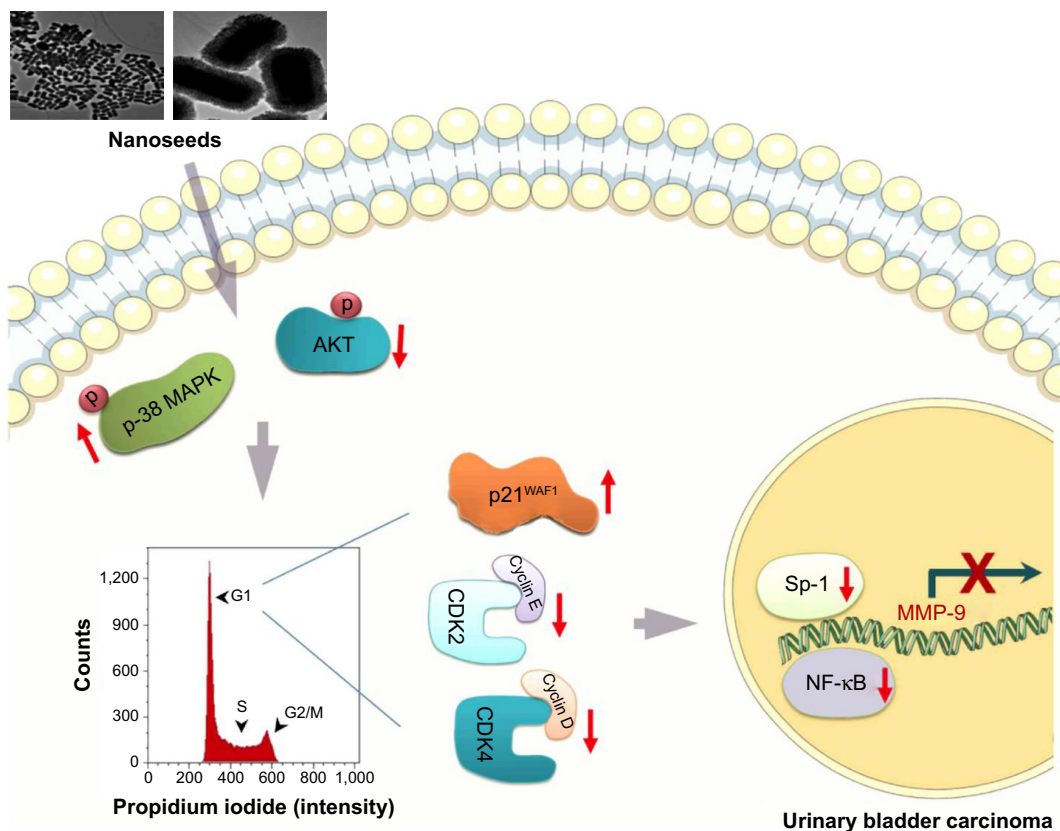 Nanoseeds
p
AKT
p
p-38 MAPK
p21WAF1
Cyclin E
CDK2
Cyclin D
CDK4
Sp-1
MMP-9
NF-κB
1,200
900
600
300
0
Counts
G1
S
G2/M
0 200 400 600 800 1,000
Propidium iodide (intensity)
Urinary bladder carcinoma